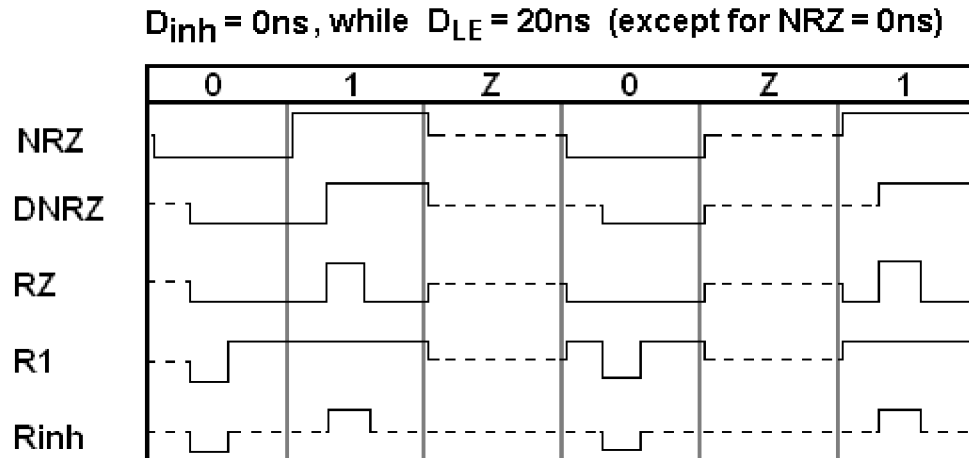 Dinh = 0ns, while DLE = 20ns (except for NRZ = 0ns)
0 1 Z 0 Z 1
NRZ
DNRZ
RZ
R1
Rinh